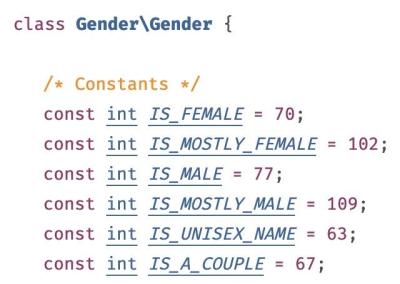 class Gender\Gender {
/* Constants */
const int IS_FEMALE = 70;
const int IS_MOSTLY_FEMALE = 102;
const int IS_MALE = 77;
const int IS_MOSTLY_MALE = 109;
const int IS_UNISEX_NAME = 63;
const int IS_A_COUPLE = 67;